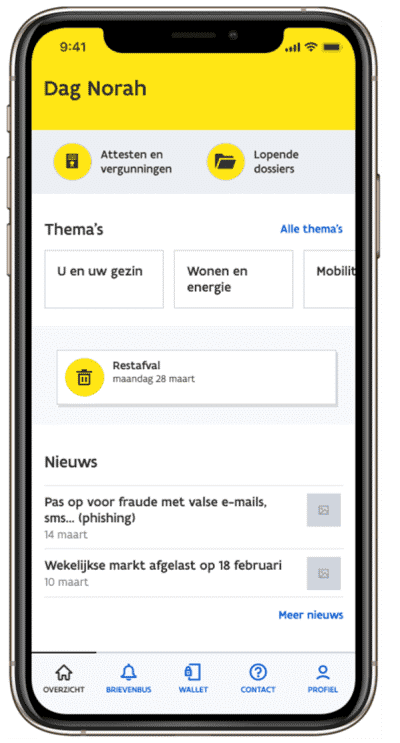 9:41
Dag Norah
Attesten en
vergunningen
Lopende
dossiers
Thema's
Alle thema's
U en uw gezin
Wonen en
energie
Mobilit
Restafval
maandag 28 maart
Nieuws
Pas op voor fraude met valse e-mails,
sms... (phishing)
14 maart
Wekelijkse markt afgelast op 18 februari
10 maart
Meer nieuws
OVERZICHT
BRIEVENBUS
WALLET
CONTACT
PROFIEL